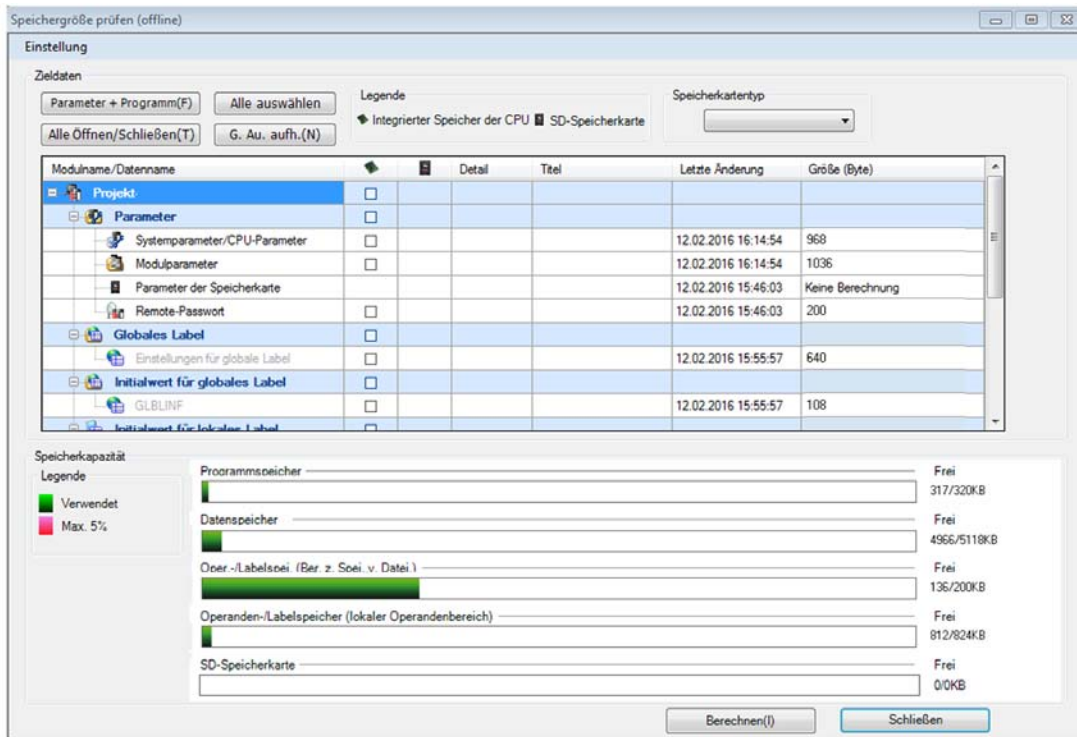 Speichergröße prüfen (offline)
Einstellung
Zieldaten
Parameter + Programm(F)
Alle auswählen
Alle Öffnen/Schließen(T)
G. Au. aufh.(N)
Legende
Integrierter Speicher der CPU
SD-Speicherkarte
Speicherkartentyp
Modulname/Datenname Detail Titel Letzte Änderung Größe (Byte)
Projekt
Parameter
Systemparameter/CPU-Parameter 12.02.2016 16:14:54 968
Modulparameter 12.02.2016 16:14:54 1036
Parameter der Speicherkarte 12.02.2016 15:46:03 Keine Berechnung
Remote-Passwort 12.02.2016 15:46:03 200
Globales Label
Einstellungen für globale Label 12.02.2016 15:55:57 640
Initialwert für globales Label
GLBLINF 12.02.2016 15:55:57 108
Initialwert für lokales Label
Speicherkapazität
Legende
Verwendet
Max. 5%
Programmspeicher Frei
317/320KB
Datenspeicher Frei
4966/5118KB
Oper.-/Labelspei. (Ber. z. Spei. v. Datei.) Frei
136/200KB
Operanden-/Labelspeicher (lokaler Operandenbereich) Frei
812/824KB
SD-Speicherkarte Frei
0/0KB
Berechnen(I)
Schließen